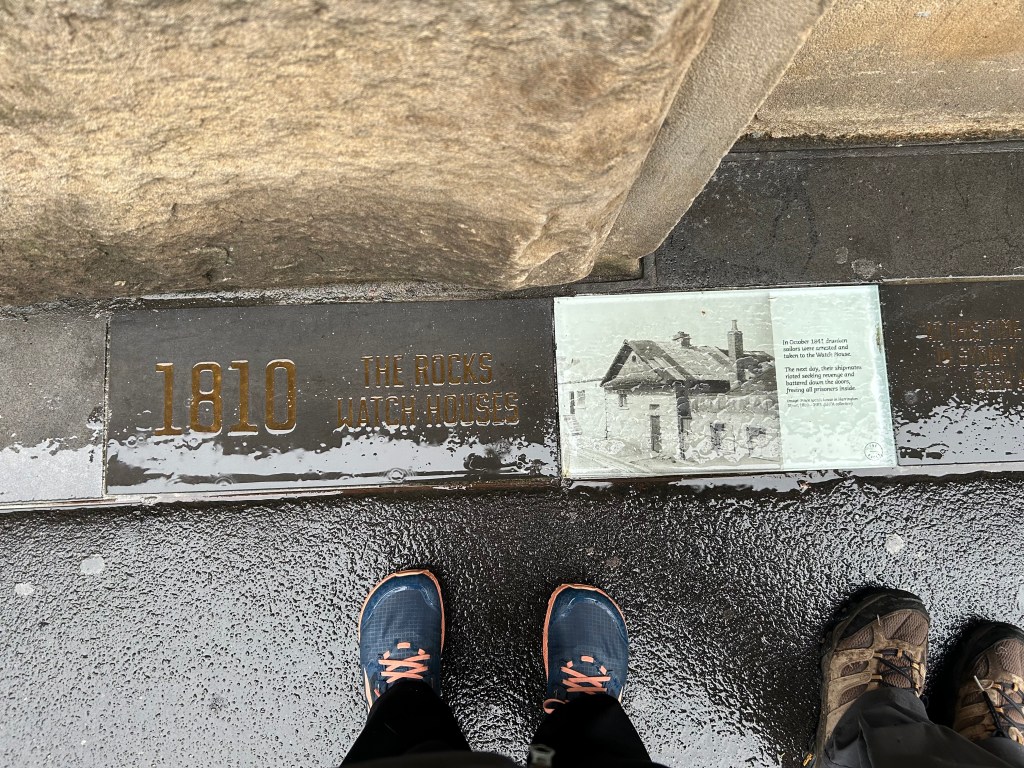 1810
THE ROCKS
WATCH HOUSES
In October 1841 drunken
sailors were arrested and
taken to the Watch House.
The next day, their shipmates
rioted seeking revenge and
battered down the doors,
freeing all prisoners inside.